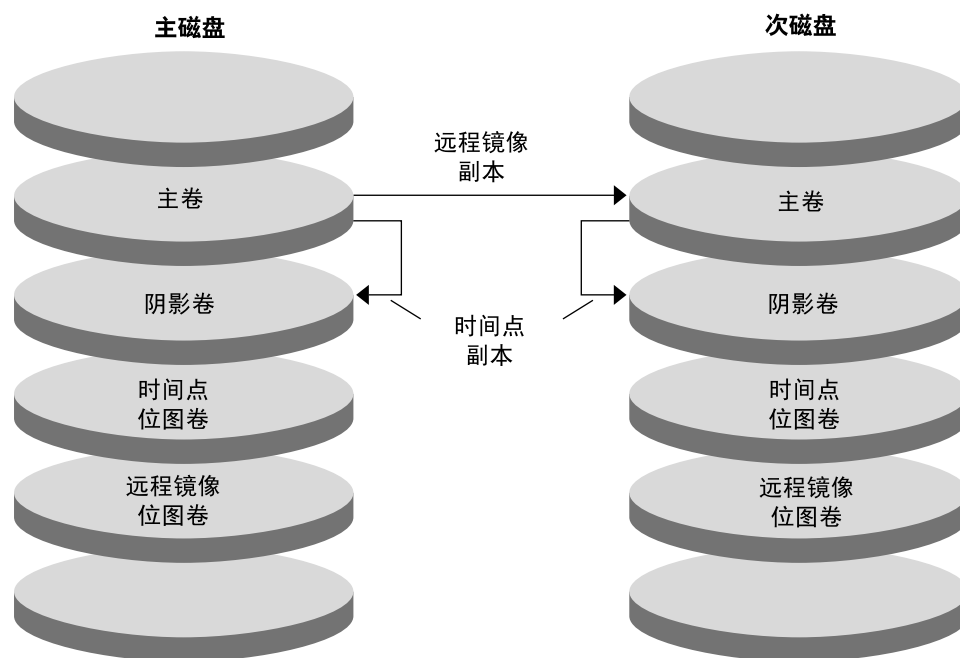 主磁盘
次磁盘
远程镜像
副本
主卷
主卷
阴影卷
阴影卷
时间点
副本
时间点
位图卷
时间点
位图卷
远程镜像
位图卷
远程镜像
位图卷